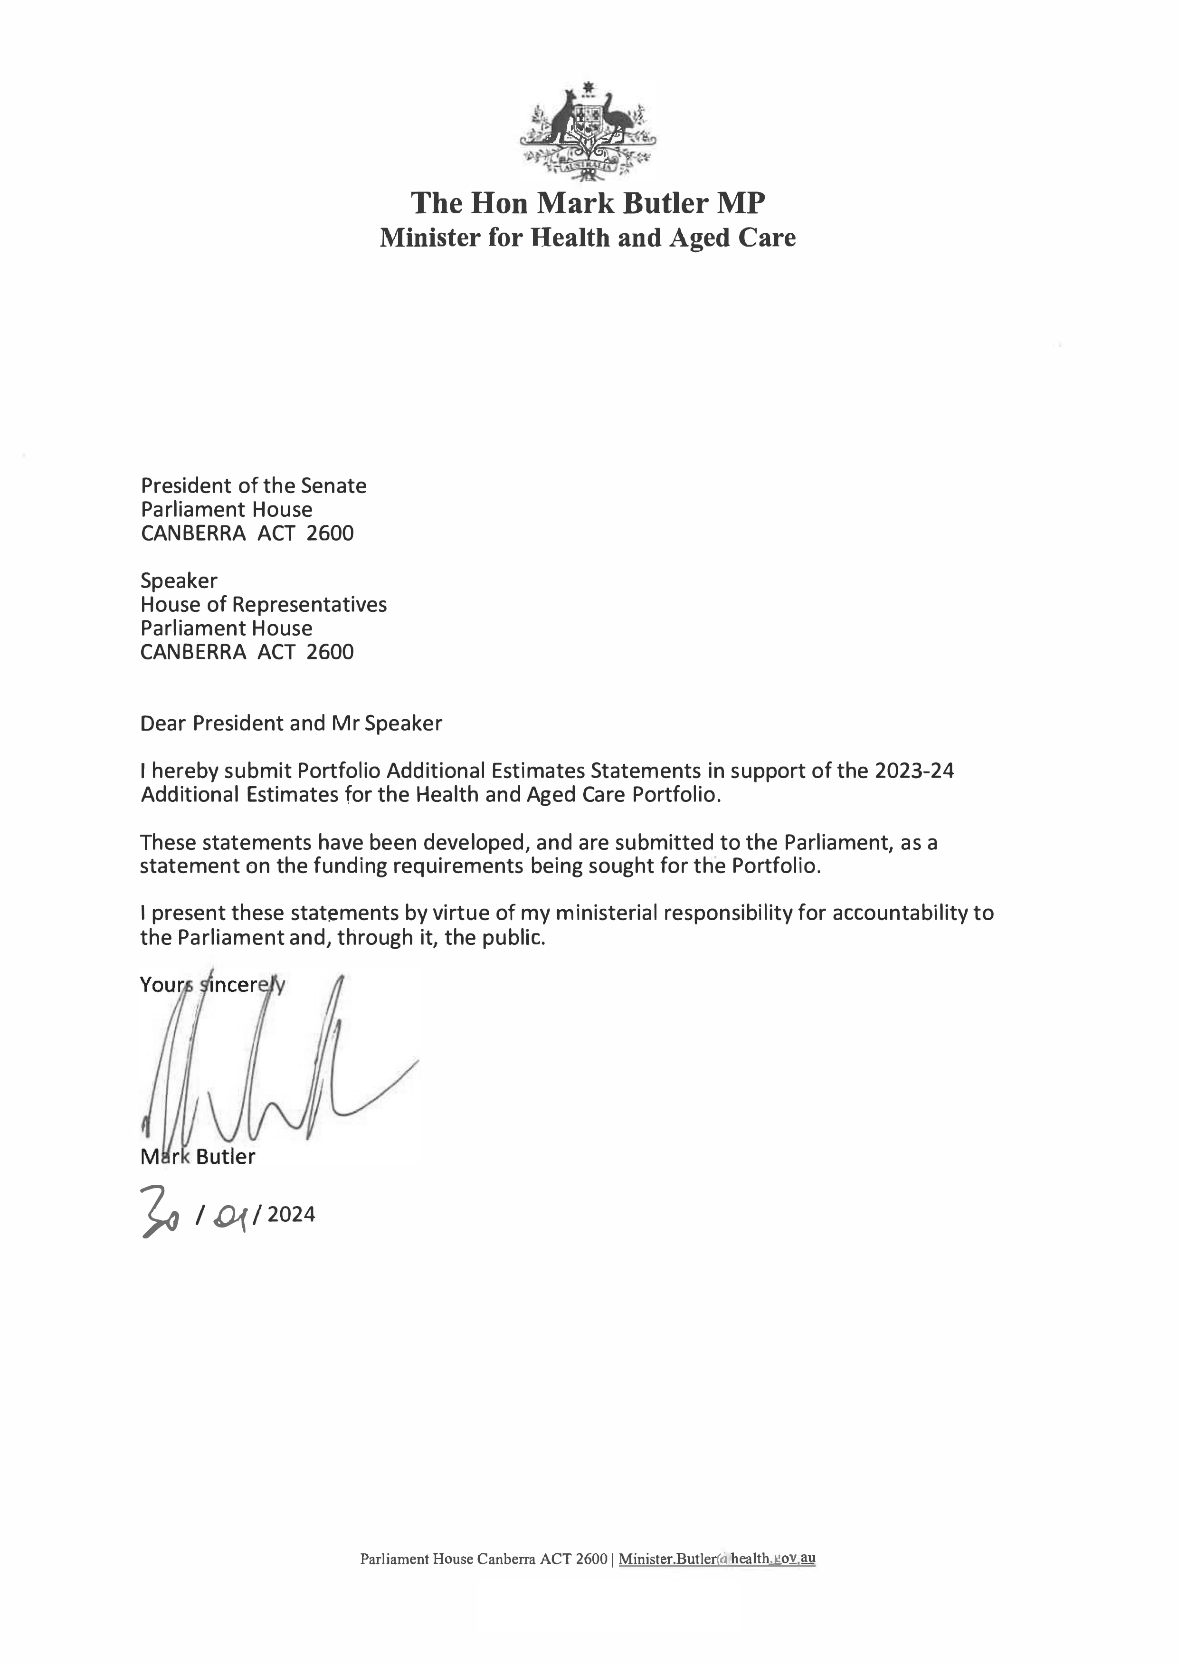 AUSTRALIA
The Hon Mark Butler MP
Minister for Health and Aged Care
President of the Senate
Parliament House
CANBERRA ACT 2600
Speaker
House of Representatives
Parliament House
CANBERRA ACT 2600
Dear President and Mr Speaker
I hereby submit Portfolio Additional Estimates Statements in support of the 2023-24
Additional Estimates for the Health and Aged Care Portfolio.
These statements have been developed, and are submitted to the Parliament, as a
statement on the funding requirements being sought for the Portfolio.
I present these statements by virtue of my ministerial responsibility for accountability to
the Parliament and, through it, the public.
Yours sincerely
Mark Butler
30 / 01 / 2024
Parliament House Canberra ACT 2600 | Minister.Butler@health.gov.au